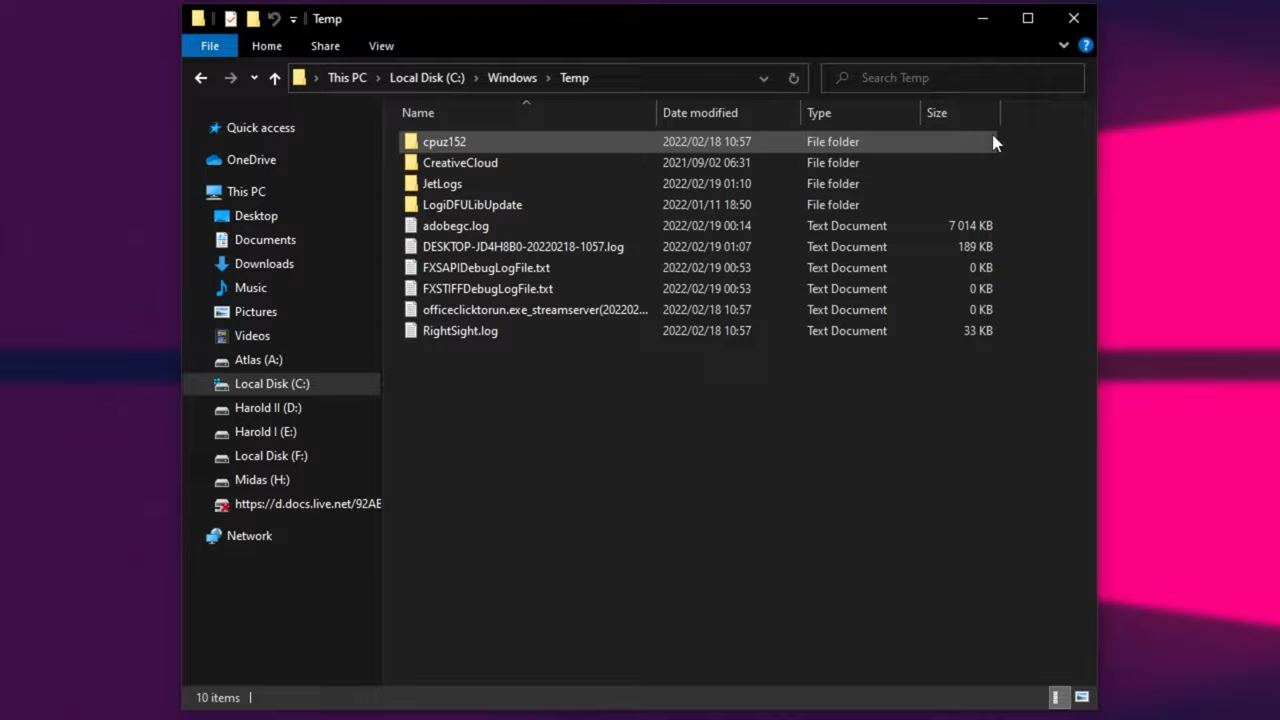 Temp
File Home Share View
This PC Local Disk (C:) Windows Temp Search Temp
Name Date modified Type Size
Quick access
OneDrive
This PC
Desktop
Documents
Downloads
Music
Pictures
Videos
Atlas (A:)
Local Disk (C:)
Harold II (D:)
Harold I (E:)
Local Disk (F:)
Midas (H:)
https://d.docs.live.net/92AE
Network
cpuz152 2022/02/18 10:57 File folder
CreativeCloud 2021/09/02 06:31 File folder
JetLogs 2022/02/19 01:10 File folder
LogiDFULibUpdate 2022/01/11 18:50 File folder
adobegc.log 2022/02/19 00:14 Text Document 7 014 KB
DESKTOP-JD4H8B0-20220218-1057.log 2022/02/19 01:07 Text Document 189 KB
FXSAPIDebugLogFile.txt 2022/02/19 00:53 Text Document 0 KB
FXSTIFFDebugLogFile.txt 2022/02/19 00:53 Text Document 0 KB
officeclicktorun.exe_streamserver(202202... 2022/02/18 10:57 Text Document 0 KB
RightSight.log 2022/02/18 10:57 Text Document 33 KB
10 items